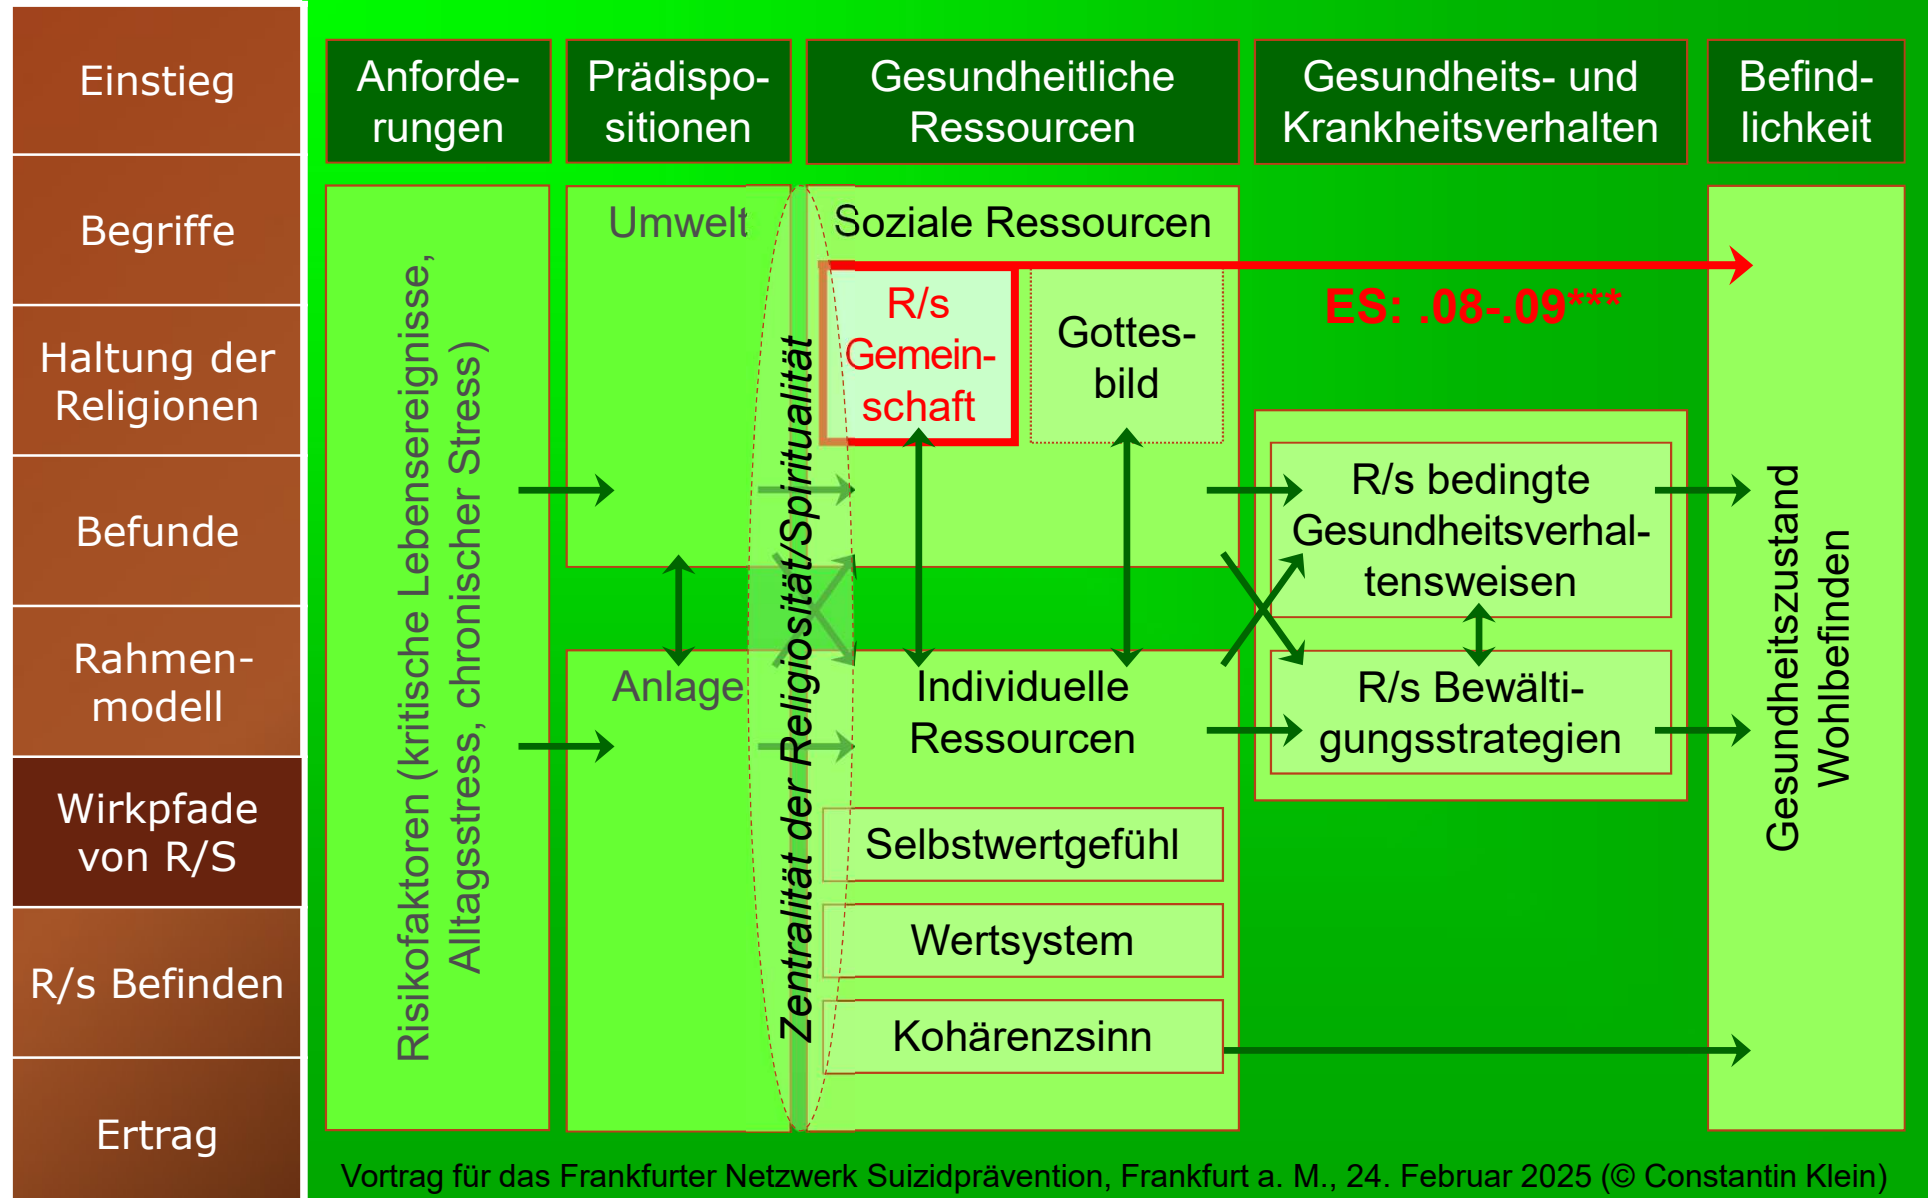 Einstieg
Begriffe
Haltung der
Religionen
Befunde
Rahmen-
modell
Wirkpfade
von R/S
R/s Befinden
Ertrag
Anforde-
rungen
Prädispo-
sitionen
Gesundheitliche
Ressourcen
Gesundheits- und
Krankheitsverhalten
Befind-
lichkeit
Risikofaktoren (kritische Lebensereignisse,
Alltagsstress, chronischer Stress)
Umwelt
Anlage
Zentralität der Religiosität/Spiritualität
Soziale Ressourcen
R/s
Gemein-
schaft
Gottes-
bild
ES: .08-.09***
Individuelle
Ressourcen
Selbstwertgefühl
Wertsystem
Kohärenzsinn
R/s bedingte
Gesundheitsverhal-
tensweisen
R/s Bewälti-
gungsstrategien
Gesundheitszustand
Wohlbefinden
Vortrag für das Frankfurter Netzwerk Suizidprävention, Frankfurt a. M., 24. Februar 2025 (© Constantin Klein)